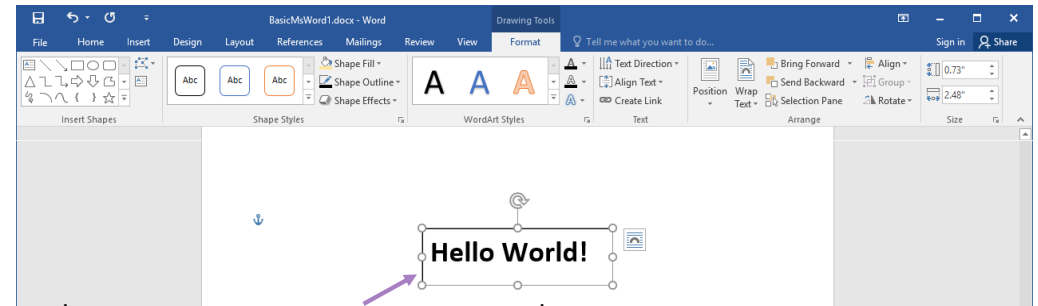 BasicMsWord1.docx - Word
Drawing Tools
File Home Insert Design Layout References Mailings Review View Format Tell me what you want to do... Sign in Share
Abc Abc Abc
Shape Fill
Shape Outline
Shape Effects
A A A
A
A
A
Text Direction
Align Text
Create Link
Position
Wrap
Text
Bring Forward
Send Backward
Selection Pane
Align
Group
Rotate
0.73"
2.48"
Insert Shapes Shape Styles WordArt Styles Text Arrange Size
Hello World!